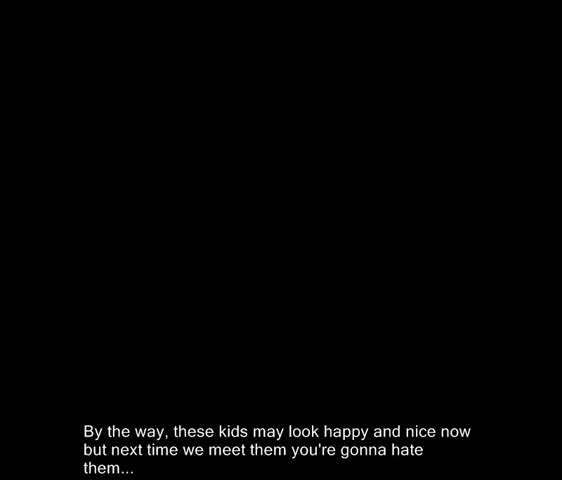 By the way, these kids may look happy and nice now
but next time we meet them you're gonna hate
them...